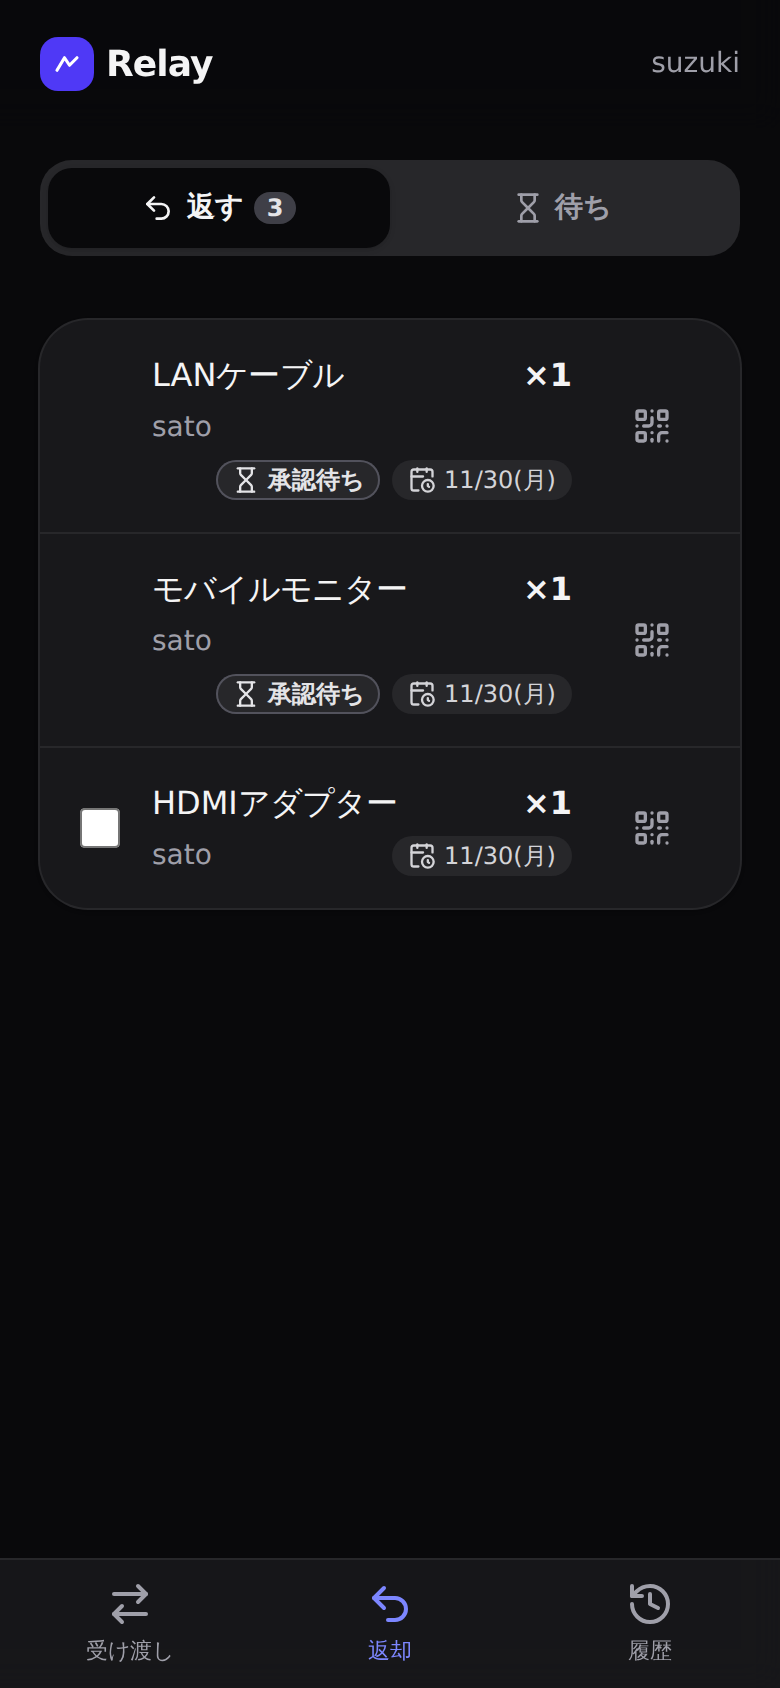 Relay
suzuki
返す 3
待ち
LANケーブル ×1
sato
承認待ち 11/30(月)
モバイルモニター ×1
sato
承認待ち 11/30(月)
HDMIアダプター ×1
sato 11/30(月)
受け渡し
返却
履歴